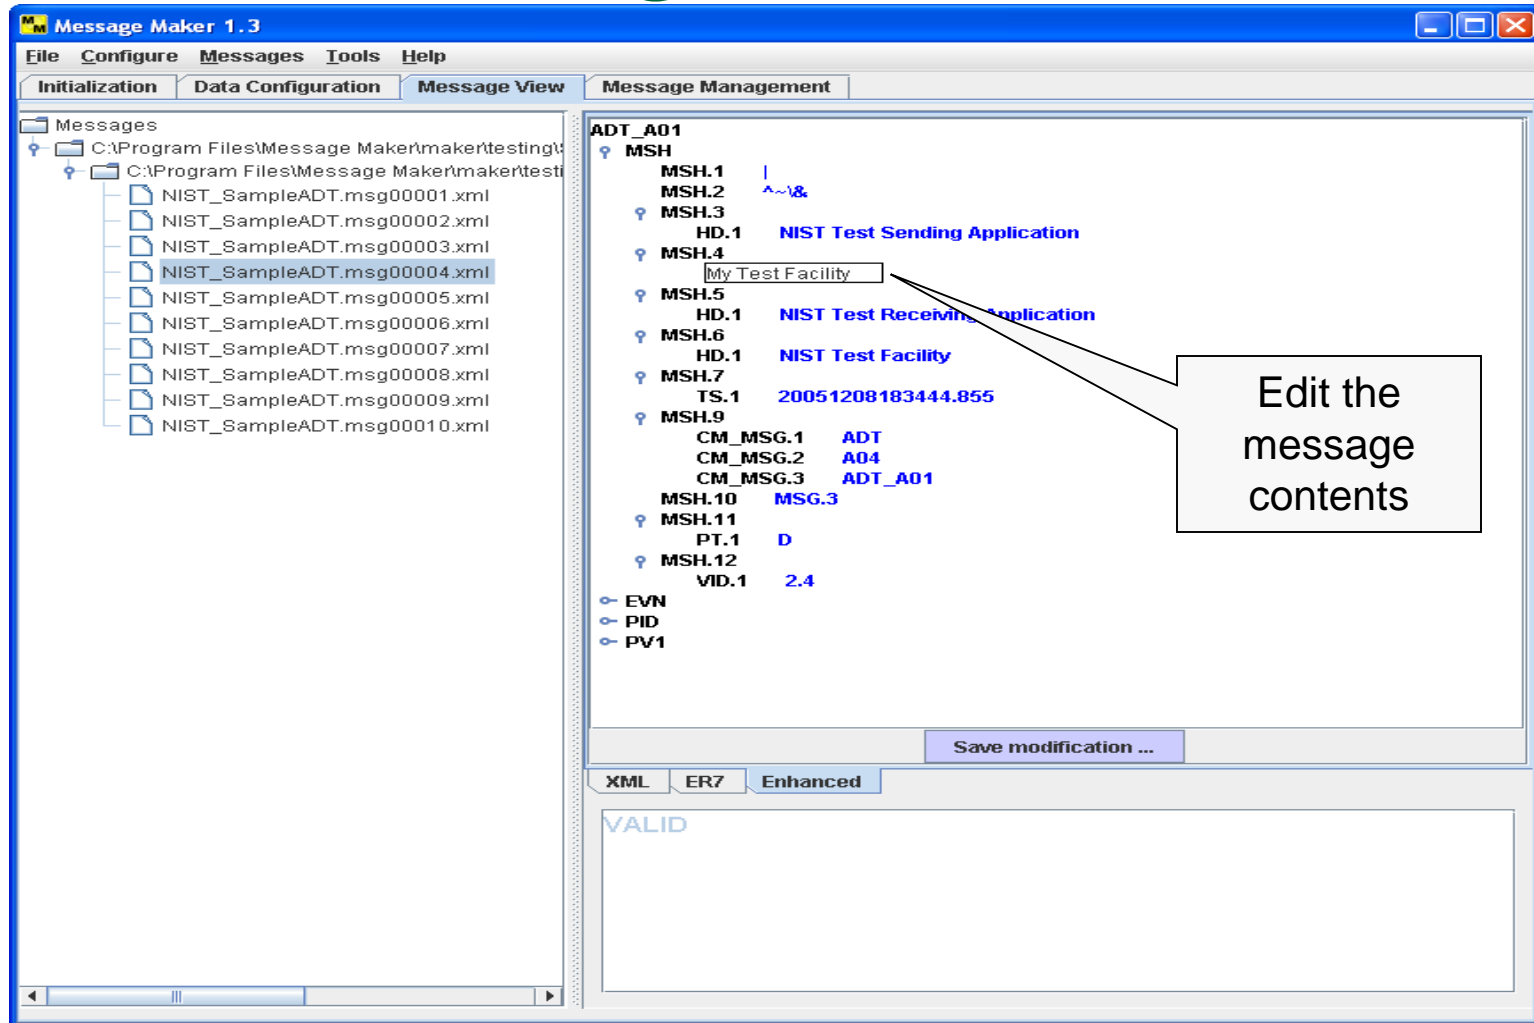 Message Maker 1.3
File Configure Messages Tools Help
Initialization Data Configuration Message View Message Management
Messages
C:\Program Files\Message Maker\maker\testing\
C:\Program Files\Message Maker\maker\testi
NIST_SampleADT.msg00001.xml
NIST_SampleADT.msg00002.xml
NIST_SampleADT.msg00003.xml
NIST_SampleADT.msg00004.xml
NIST_SampleADT.msg00005.xml
NIST_SampleADT.msg00006.xml
NIST_SampleADT.msg00007.xml
NIST_SampleADT.msg00008.xml
NIST_SampleADT.msg00009.xml
NIST_SampleADT.msg00010.xml
ADT_A01
MSH
MSH.1 |
MSH.2 ^~\&
MSH.3
HD.1 NIST Test Sending Application
MSH.4
My Test Facility
MSH.5
HD.1 NIST Test Receiving Application
MSH.6
HD.1 NIST Test Facility
MSH.7
TS.1 20051208183444.855
MSH.9
CM_MSG.1 ADT
CM_MSG.2 A04
CM_MSG.3 ADT_A01
MSH.10 MSG.3
MSH.11
PT.1 D
MSH.12
VID.1 2.4
EVN
PID
PV1
Edit the
message
contents
Save modification ...
XML ER7 Enhanced
VALID